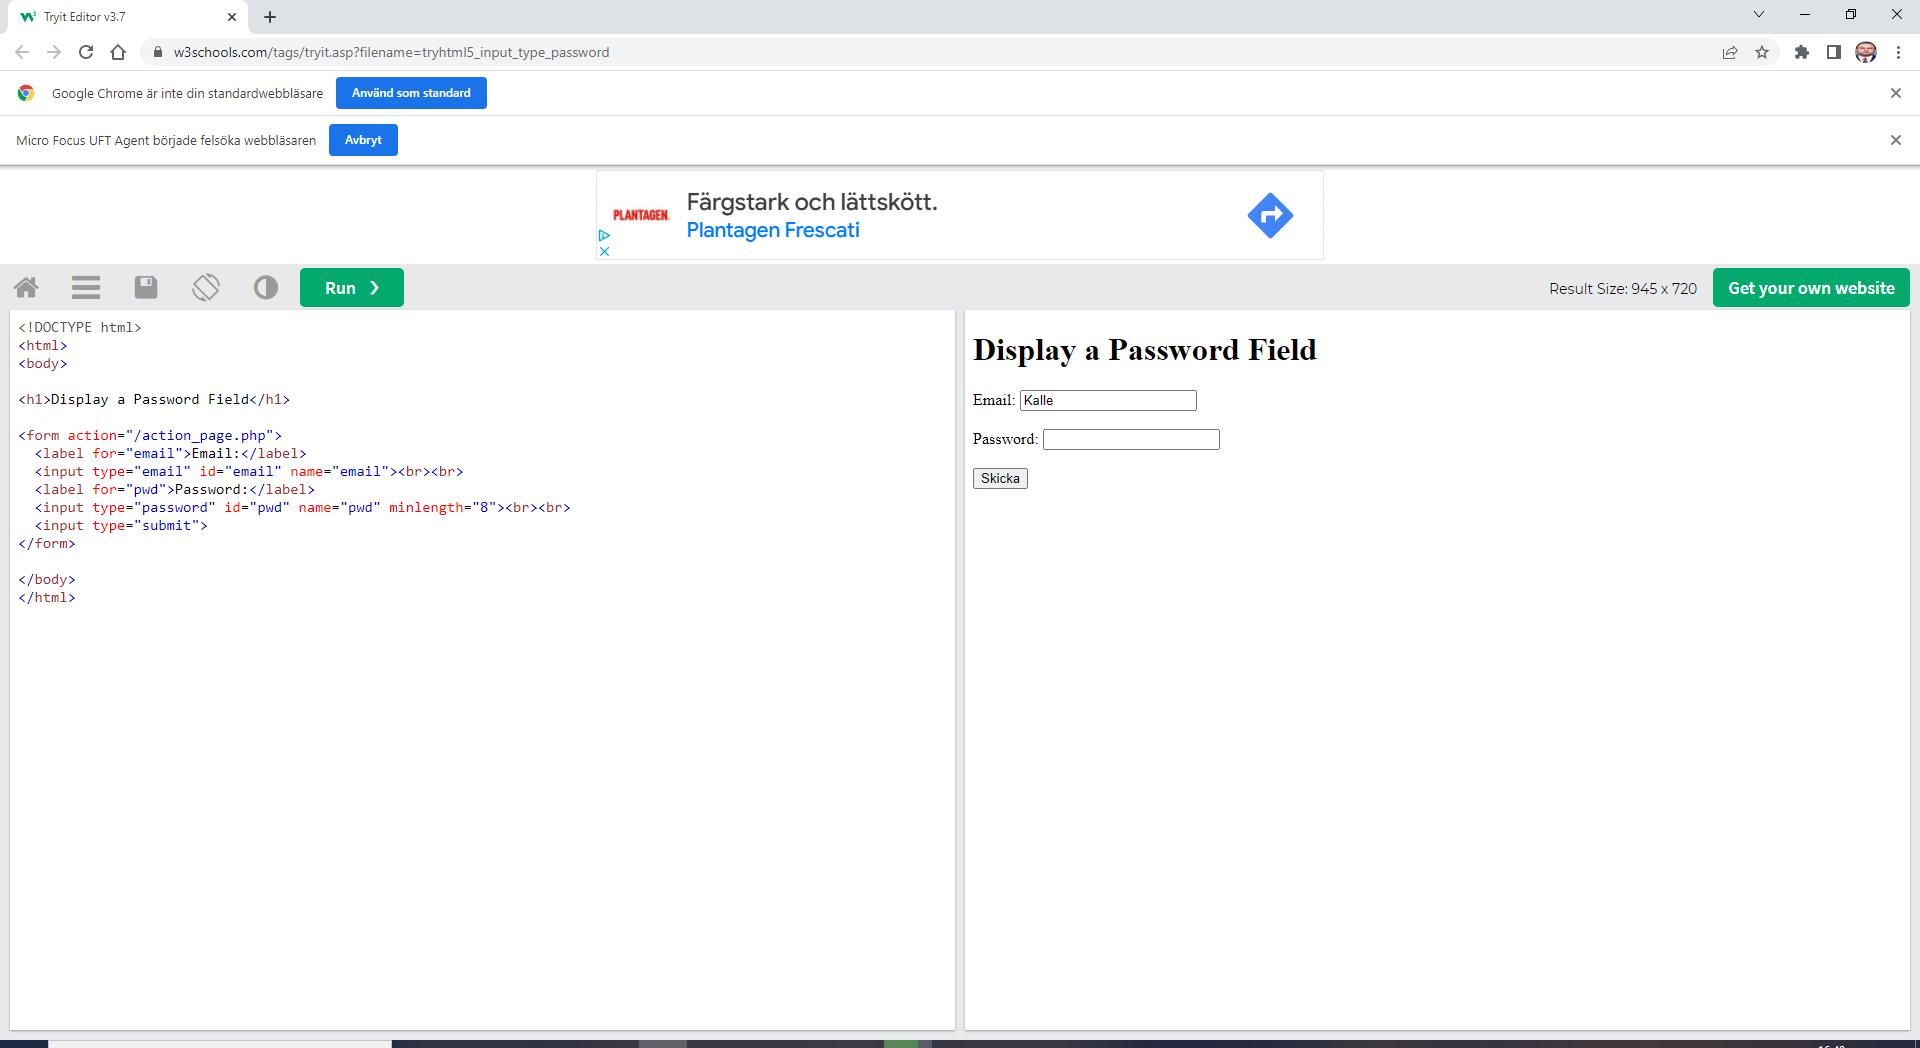 Tryit Editor v3.7
w3schools.com/tags/tryit.asp?filename=tryhtml5_input_type_password
Google Chrome är inte din standardwebbläsare
Använd som standard
Micro Focus UFT Agent började felsöka webbläsaren
Avbryt
PLANTAGEN
Färgstark och lättskött.
Plantagen Frescati
Run ❯
Result Size: 945 x 720
Get your own website
<!DOCTYPE html>
<html>
<body>
<h1>Display a Password Field</h1>
<form action="/action_page.php">
<label for="email">Email:</label>
<input type="email" id="email" name="email"><br><br>
<label for="pwd">Password:</label>
<input type="password" id="pwd" name="pwd" minlength="8"><br><br>
<input type="submit">
</form>
</body>
</html>
Display a Password Field
Email: Kalle
Password:
Skicka